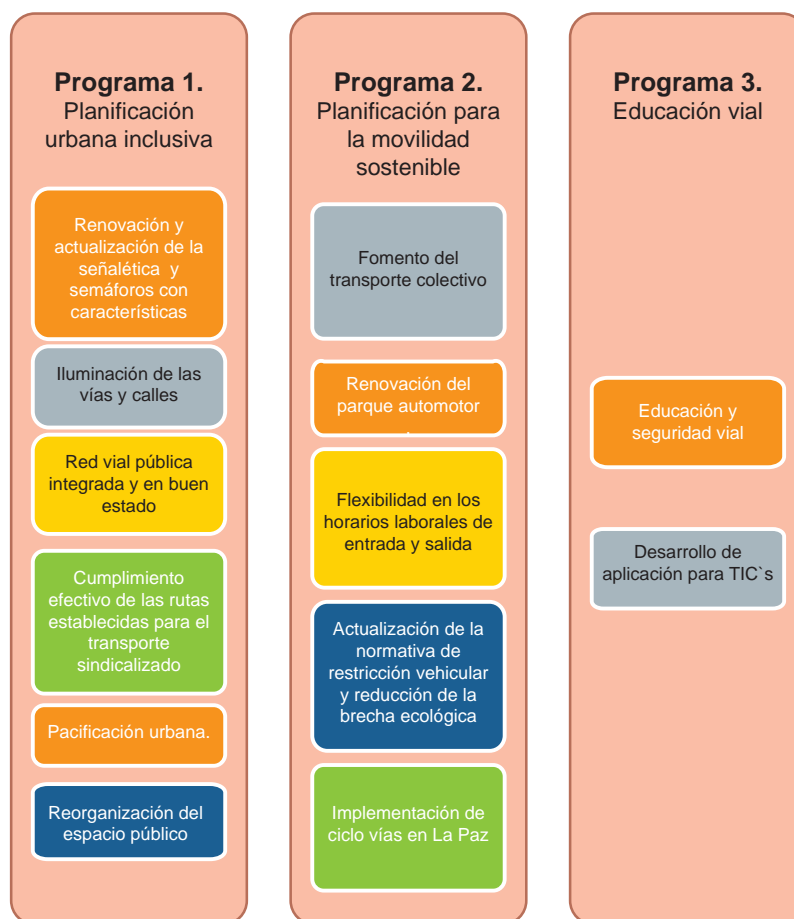 Programa 1.
Planificación
urbana inclusiva
Renovación y
actualización de la
señalética y
semáforos con
características
Iluminación de las
vías y calles
Red vial pública
integrada y en buen
estado
Cumplimiento
efectivo de las rutas
establecidas para el
transporte
sindicalizado
Pacificación urbana.
Reorganización del
espacio público
Programa 2.
Planificación para
la movilidad
sostenible
Fomento del
transporte colectivo
Renovación del
parque automotor
.
Flexibilidad en los
horarios laborales de
entrada y salida
Actualización de la
normativa de
restricción vehicular
y reducción de la
brecha ecológica
Implementación de
ciclo vías en La Paz
Programa 3.
Educación vial
Educación y
seguridad vial
Desarrollo de
aplicación para TIC`s